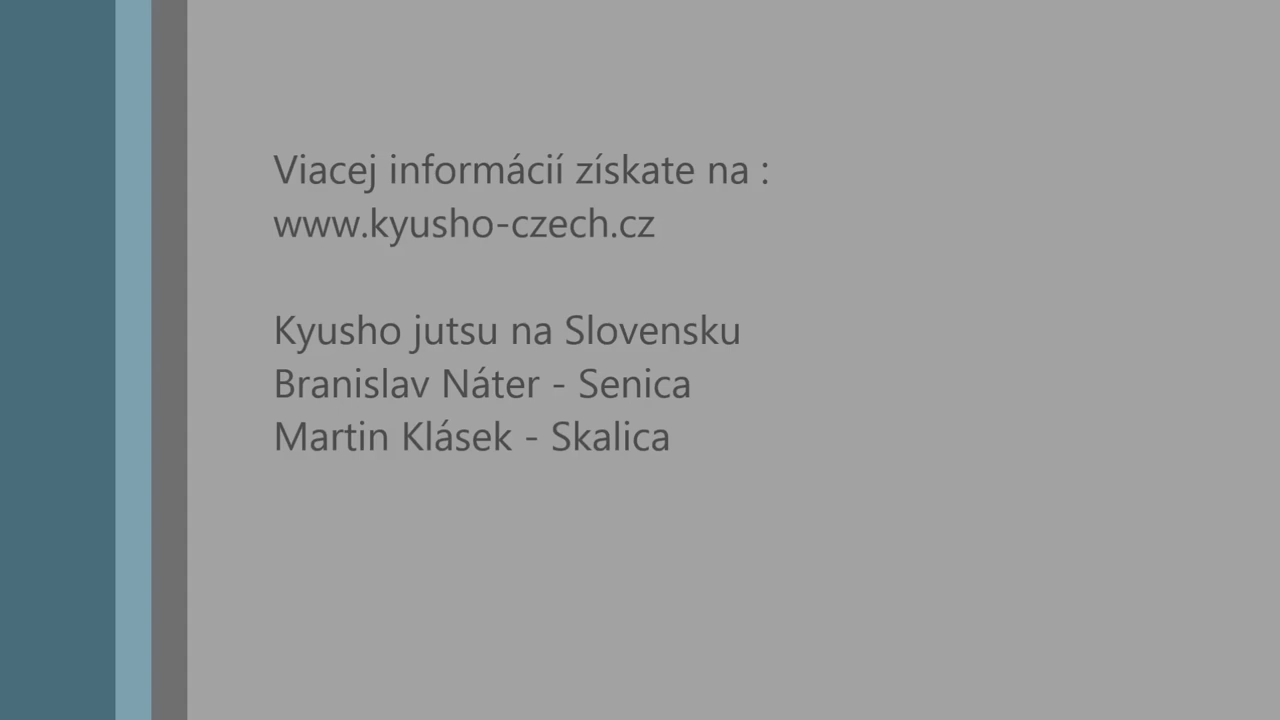 Viacej informácií získate na :
www.kyusho-czech.cz
Kyusho jutsu na Slovensku
Branislav Náter - Senica
Martin Klásek - Skalica